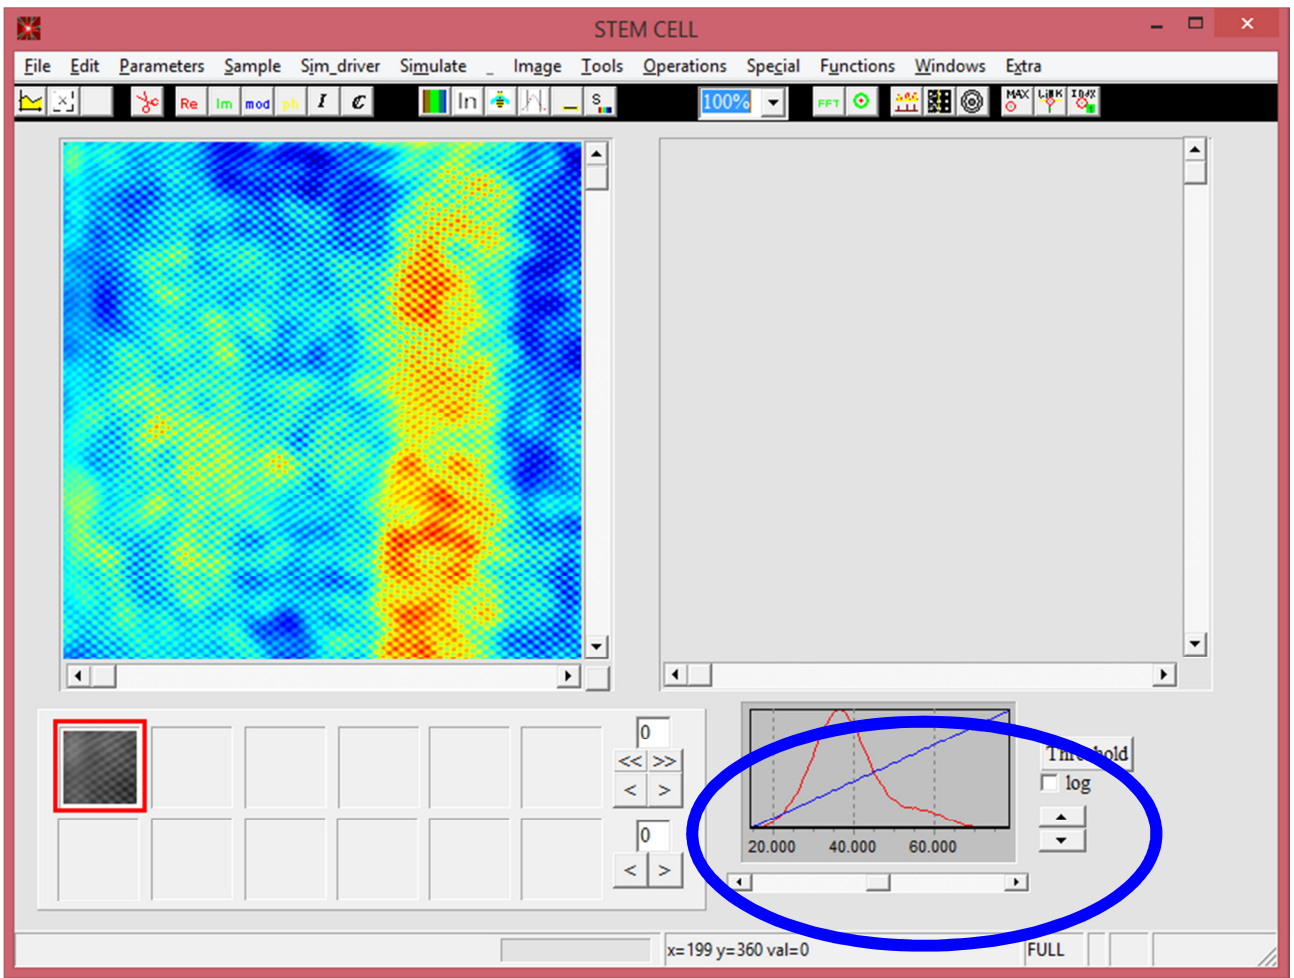 STEM CELL
File Edit Parameters Sample Sim_driver Simulate _ Image Tools Operations Special Functions Windows Extra
Re Im mod ph I C ln S 100% FFT MAX LiNK
0
<< >>
< >
0
< >
Threshold
log
20.000 40.000 60.000
x=199 y=360 val=0 FULL